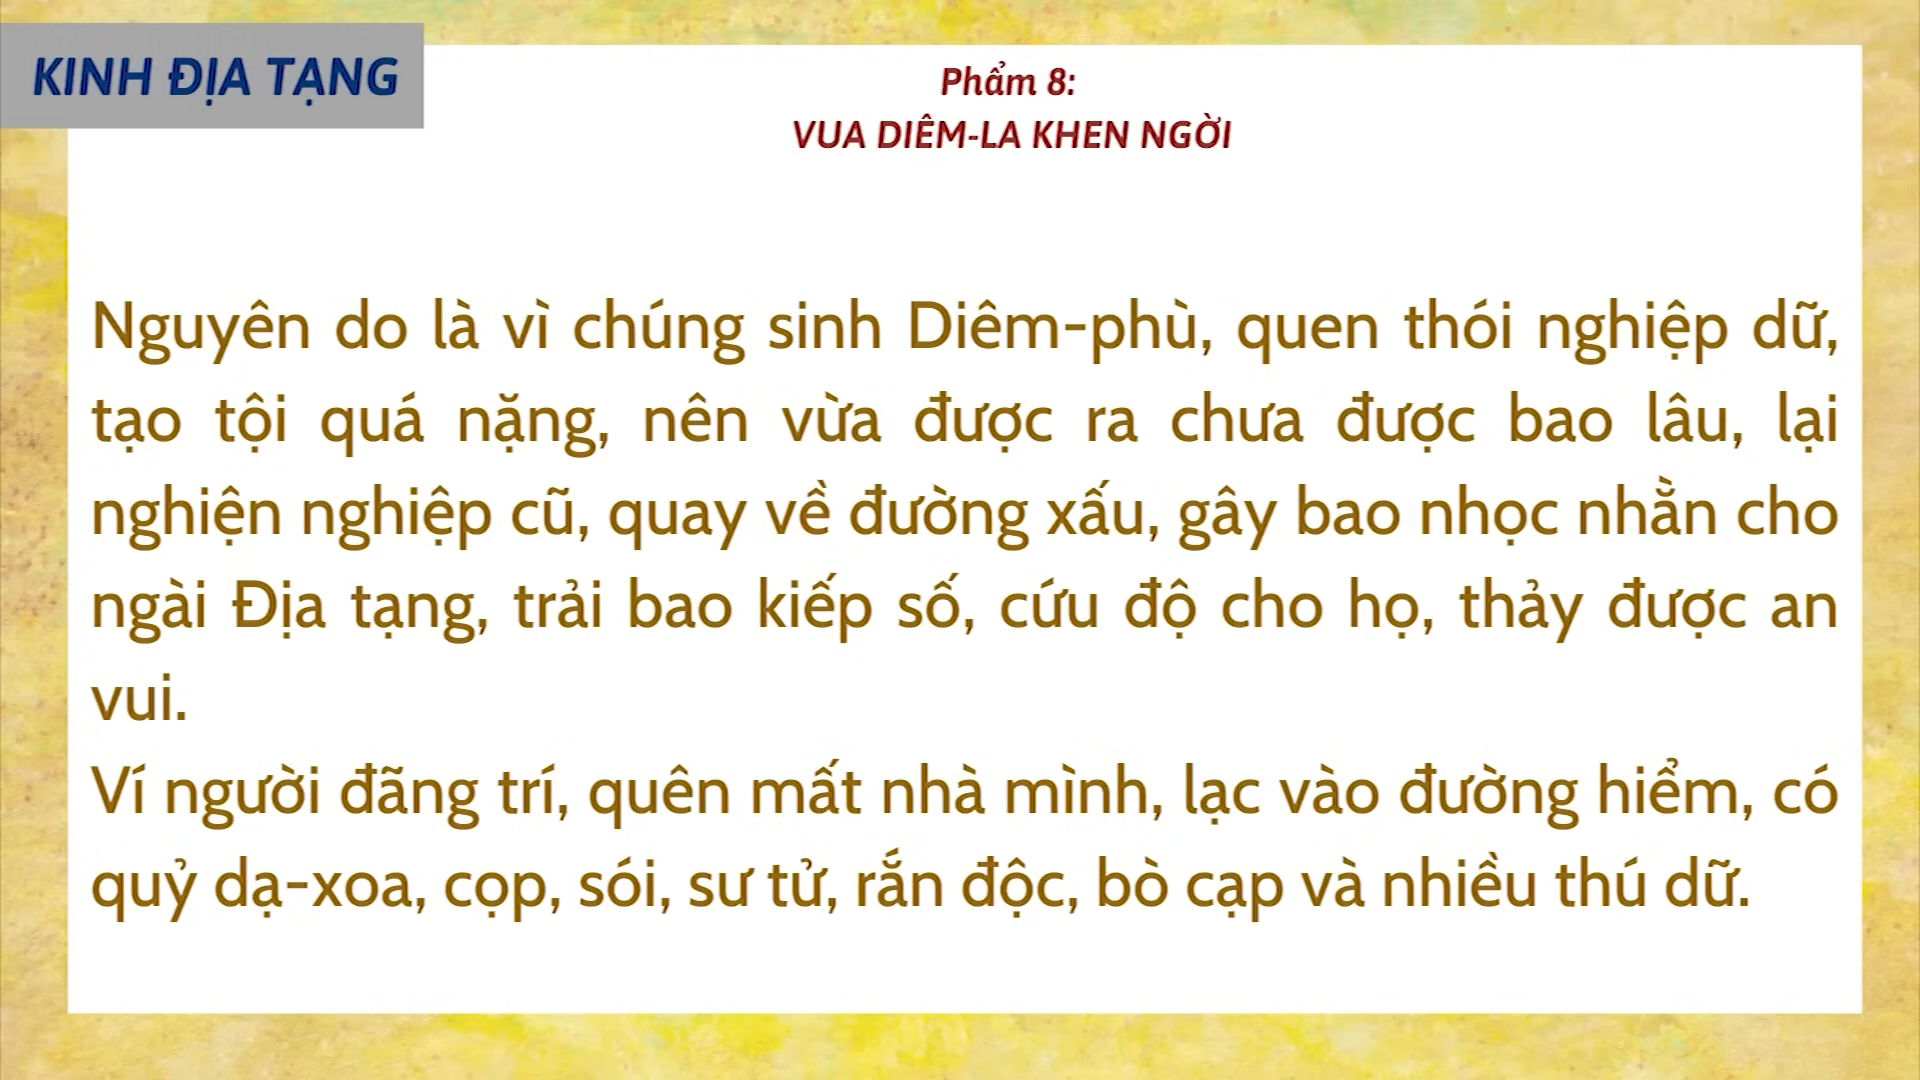 KINH ĐỊA TẠNG
Phẩm 8:
VUA DIÊM-LA KHEN NGỜI
Nguyên do là vì chúng sinh Diêm-phù, quen thói nghiệp dữ,
tạo tội quá nặng, nên vừa được ra chưa được bao lâu, lại
nghiện nghiệp cũ, quay về đường xấu, gây bao nhọc nhằn cho
ngài Địa tạng, trải bao kiếp số, cứu độ cho họ, thảy được an
vui.
Ví người đãng trí, quên mất nhà mình, lạc vào đường hiểm, có
quỷ dạ-xoa, cọp, sói, sư tử, rắn độc, bò cạp và nhiều thú dữ.